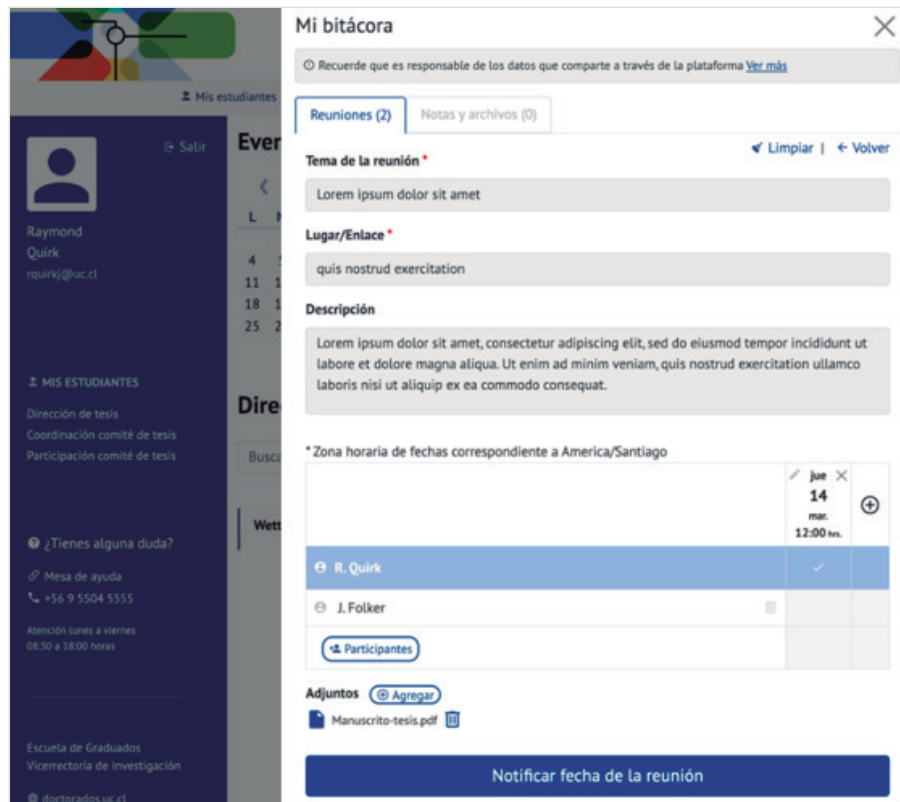 Mis estudiantes
Salir
Raymond
Quirk
rquirkj@uc.cl
MIS ESTUDIANTES
Dirección de tesis
Coordinación comité de tesis
Participación comité de tesis
¿Tienes alguna duda?
Mesa de ayuda
+56 9 5504 5555
Atención lunes a viernes
08:30 a 18:00 horas
Escuela de Graduados
Vicerrectoría de Investigación
doctorados.uc.cl
Ever
L
4
11 1
18 1
25 2
Dire
Busca
Wett
Mi bitácora
Recuerde que es responsable de los datos que comparte a través de la plataforma Ver más
Reuniones (2) Notas y archivos (0)
Limpiar | ← Volver
Tema de la reunión *
Lorem ipsum dolor sit amet
Lugar/Enlace *
quis nostrud exercitation
Descripción
Lorem ipsum dolor sit amet, consectetur adipiscing elit, sed do eiusmod tempor incididunt ut
labore et dolore magna aliqua. Ut enim ad minim veniam, quis nostrud exercitation ullamco
laboris nisi ut aliquip ex ea commodo consequat.
* Zona horaria de fechas correspondiente a America/Santiago
jue
14
mar.
12:00 hrs.
R. Quirk
J. Folker
Participantes
Adjuntos Agregar
Manuscrito-tesis.pdf
Notificar fecha de la reunión